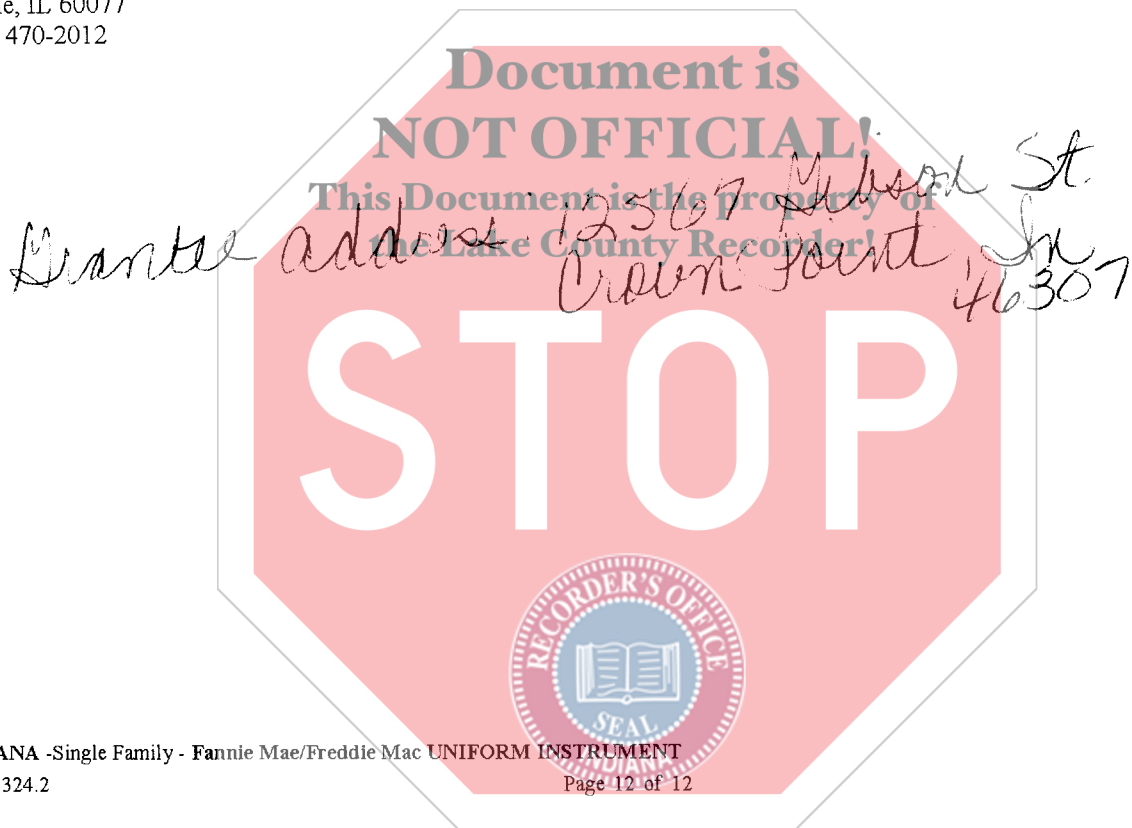 e, IL 60077
470-2012
Document is
NOT OFFICIAL!
This Document is the property of
the Lake County Recorder!
Grantee address: 12567 Gibson St.
Crown Point, In
46307
STOP
RECORDER'S OFFICE
SEAL
INDIANA
ANA -Single Family - Fannie Mae/Freddie Mac UNIFORM INSTRUMENT
324.2
Page 12 of 12